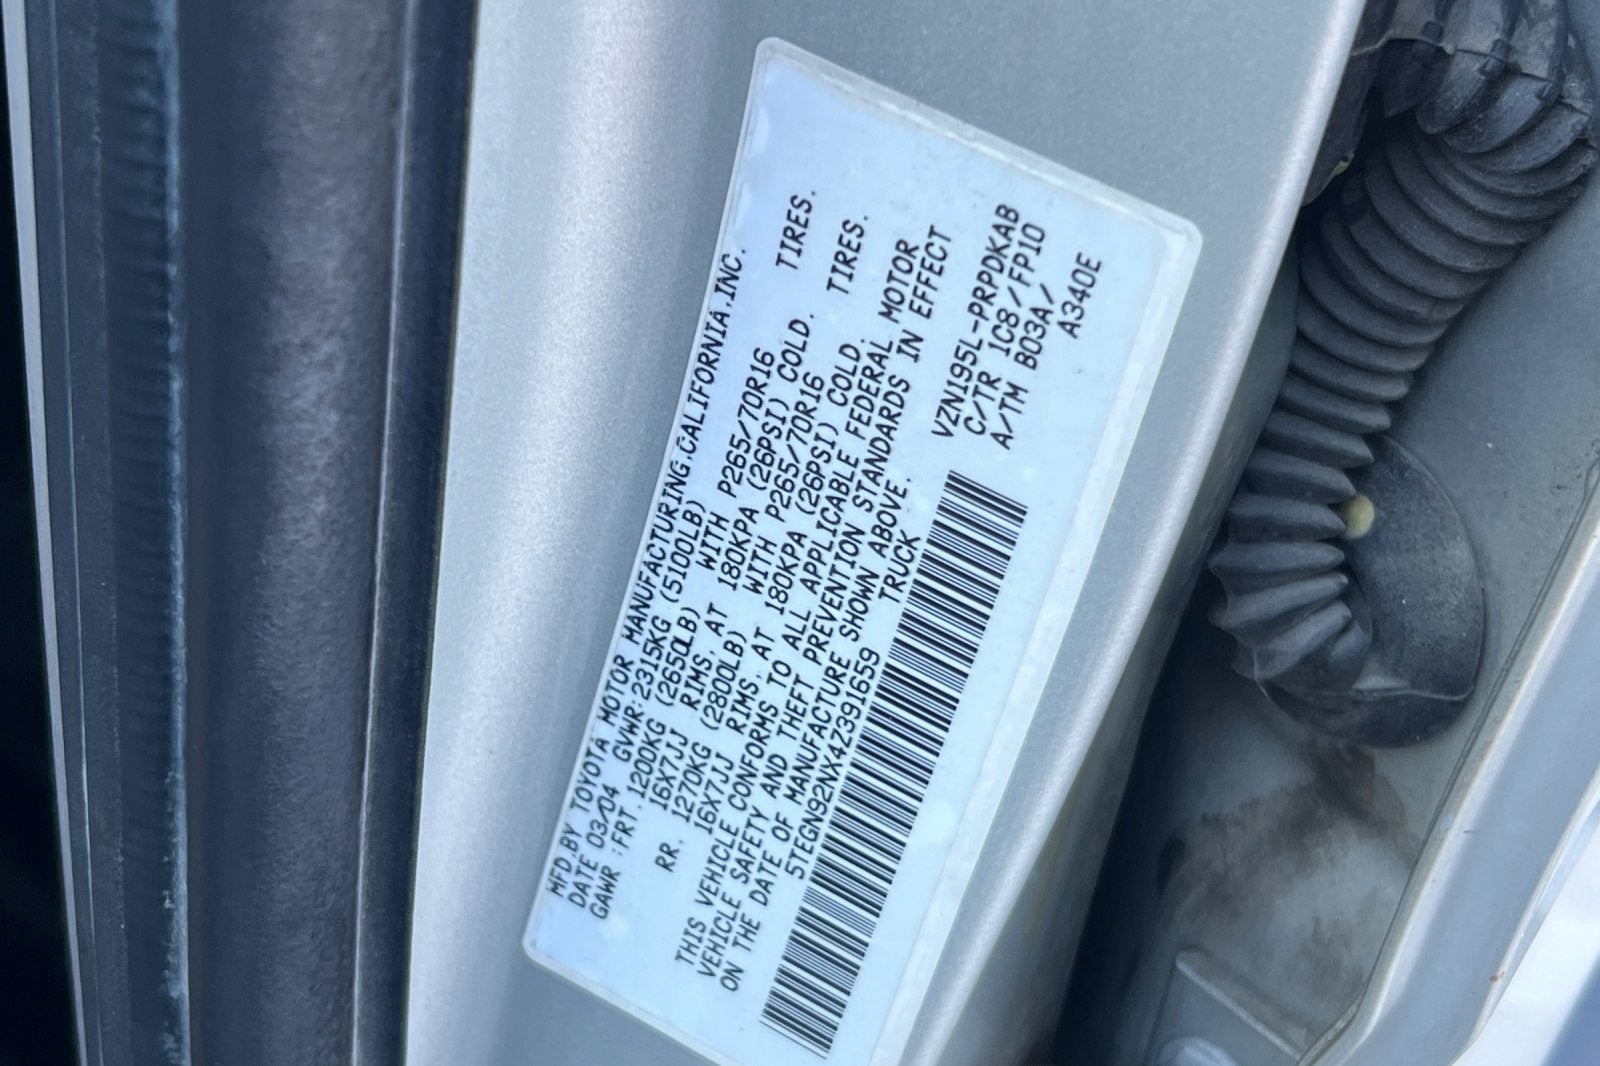 MFD.BY TOYOTA MOTOR MANUFACTURING.CALIFORNIA.INC.
DATE 03/04 GVWR:2315KG (5100LB)
GAWR :FRT. 1200KG (2650LB) WITH P265/70R16 TIRES.
16X7JJ RIMS, AT 180KPA (26PSI) COLD.
RR. 1270KG (2800LB) WITH P265/70R16 TIRES.
16X7JJ RIMS, AT 180KPA (26PSI) COLD.
THIS VEHICLE CONFORMS TO ALL APPLICABLE FEDERAL MOTOR
VEHICLE SAFETY AND THEFT PREVENTION STANDARDS IN EFFECT
ON THE DATE OF MANUFACTURE SHOWN ABOVE.
5TEGN92NX4Z391659 TRUCK
VZN195L-PRPDKAB
C/TR 1C8/FP10
A/TM B03A/
A340E